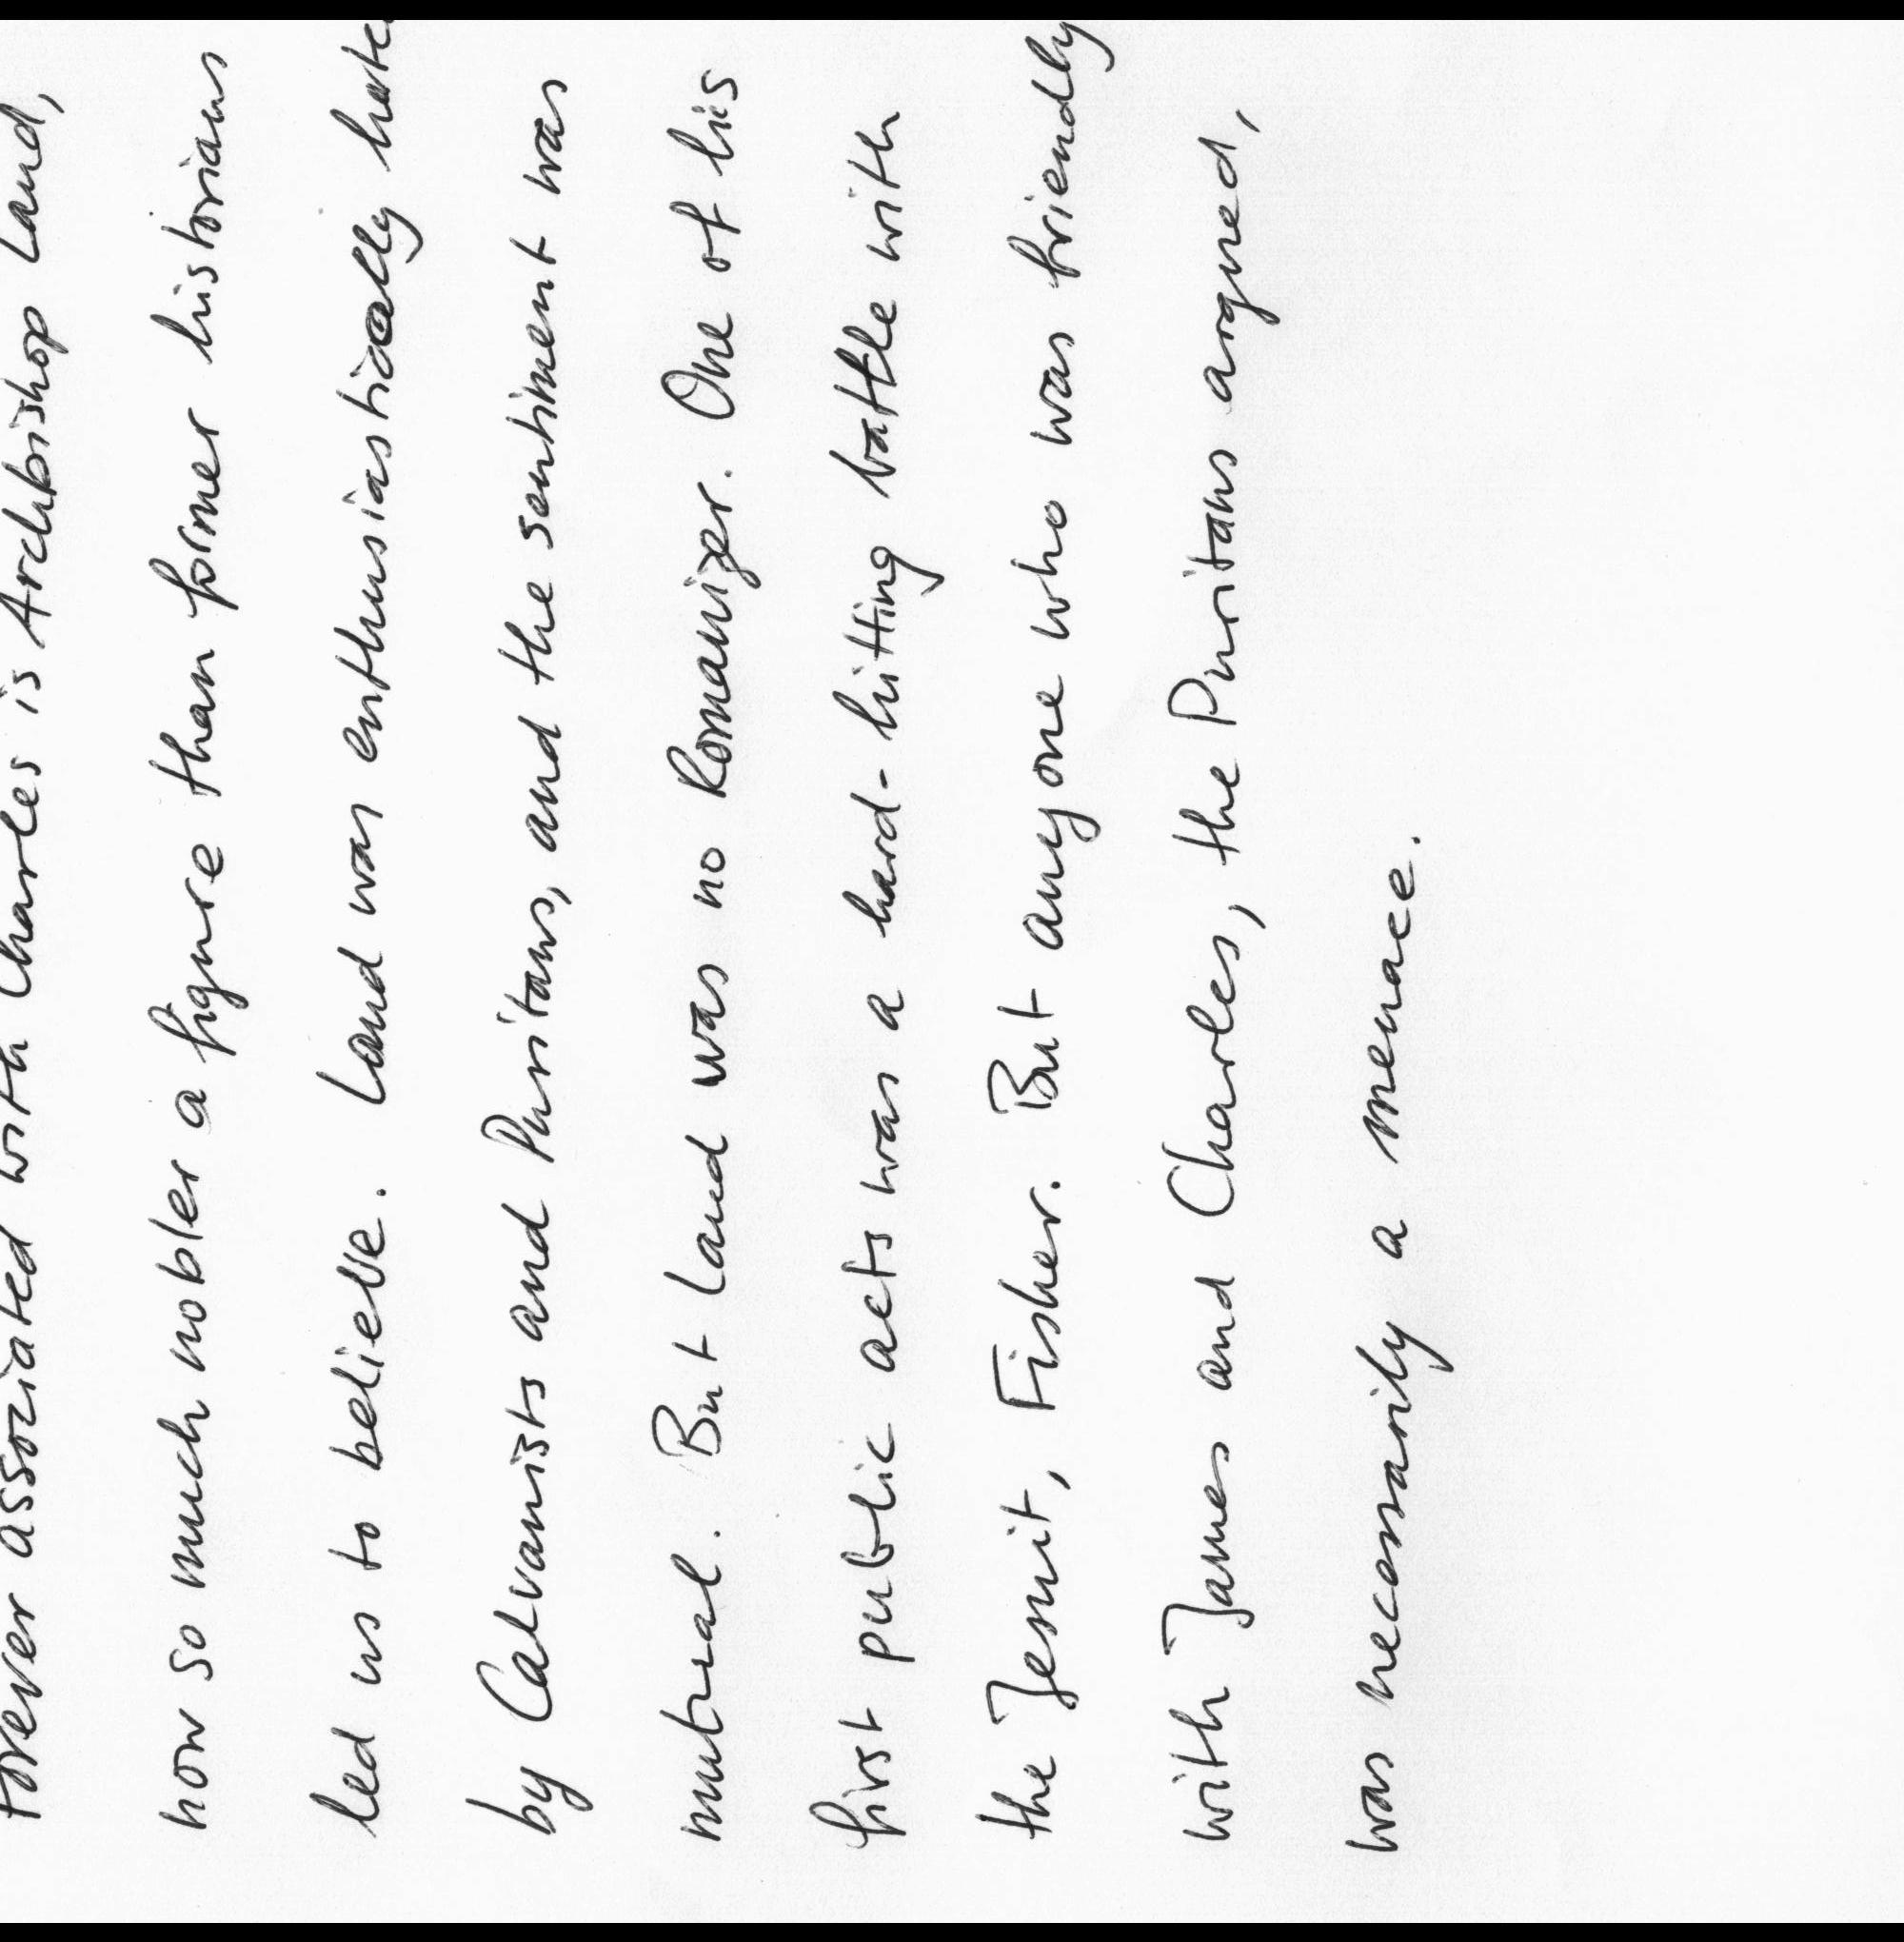 forever assoziated with Charles is Archbishop Laud,
now so much nobler a figure than former historians
led us to believe. Laud was enthusiastically hate
by Calvanists and Puritans, and the sentiment was
mutual. But Laud was no Romanizer. One of his
first public acts was a hard-hitting battle with
the Jesuit, Fisher. But anyone who was friendly
with James and Charles, the Puritans argued,
was necessarily a menace.